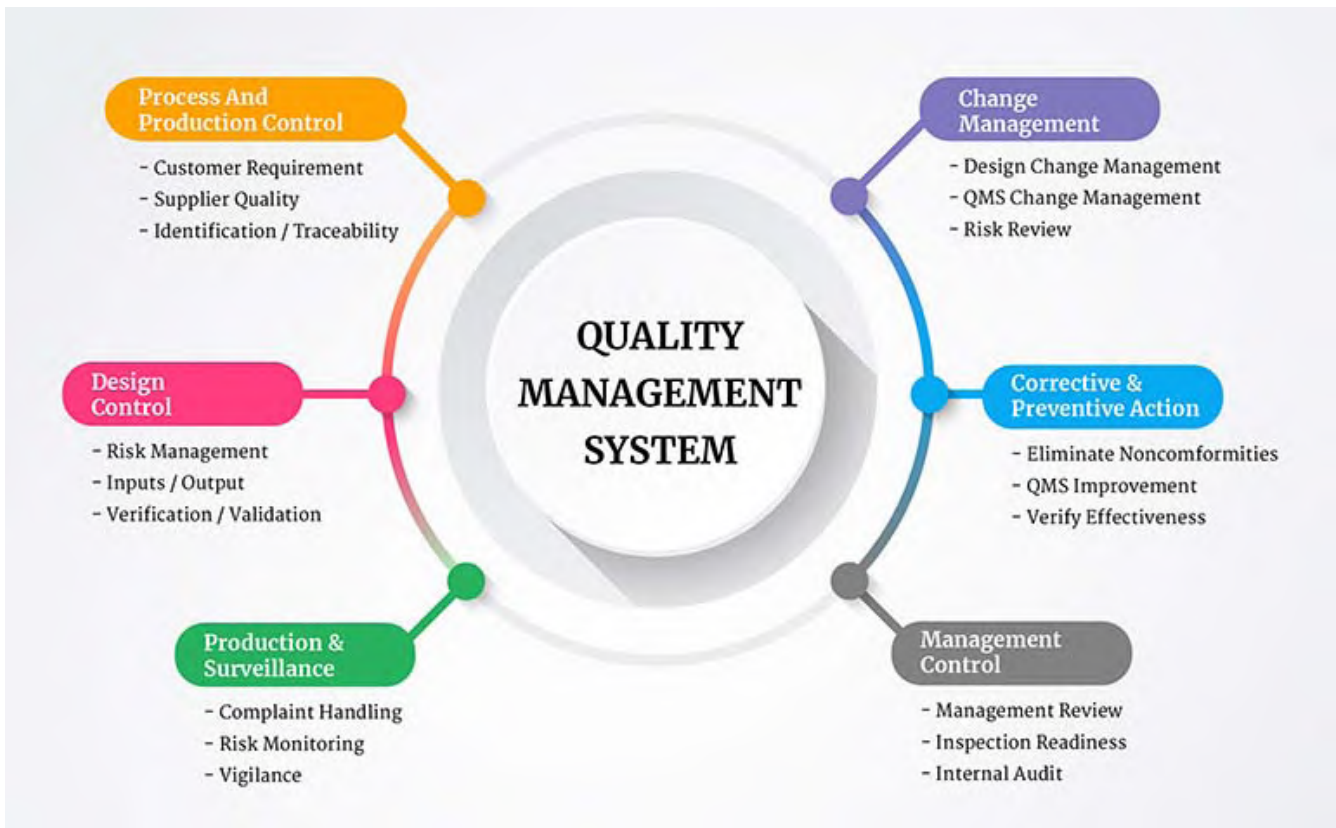 Process And
Production Control
- Customer Requirement
- Supplier Quality
- Identification / Traceability
Design
Control
- Risk Management
- Inputs / Output
- Verification / Validation
Production &
Surveillance
- Complaint Handling
- Risk Monitoring
- Vigilance
QUALITY
MANAGEMENT
SYSTEM
Change
Management
- Design Change Management
- QMS Change Management
- Risk Review
Corrective &
Preventive Action
- Eliminate Noncomformities
- QMS Improvement
- Verify Effectiveness
Management
Control
- Management Review
- Inspection Readiness
- Internal Audit